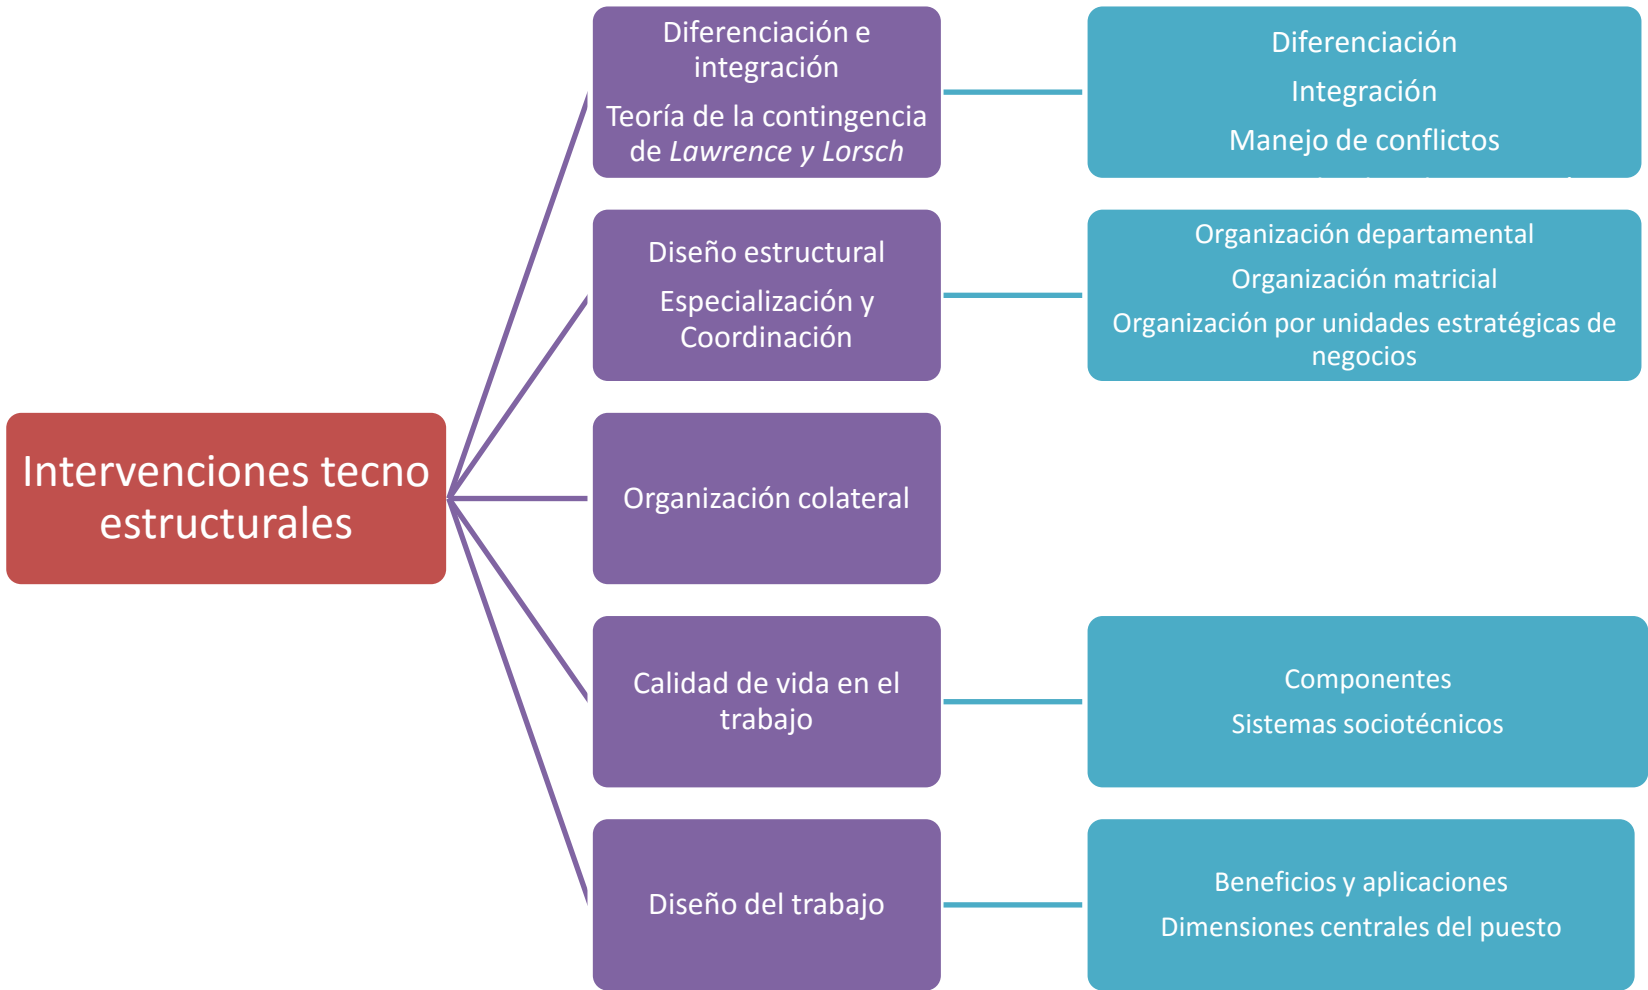 Intervenciones tecno
estructurales
Diferenciación e
integración
Teoría de la contingencia
de Lawrence y Lorsch
Diferenciación
Integración
Manejo de conflictos
Diseño estructural
Especialización y
Coordinación
Organización departamental
Organización matricial
Organización por unidades estratégicas de
negocios
Organización colateral
Calidad de vida en el
trabajo
Componentes
Sistemas sociotécnicos
Diseño del trabajo
Beneficios y aplicaciones
Dimensiones centrales del puesto